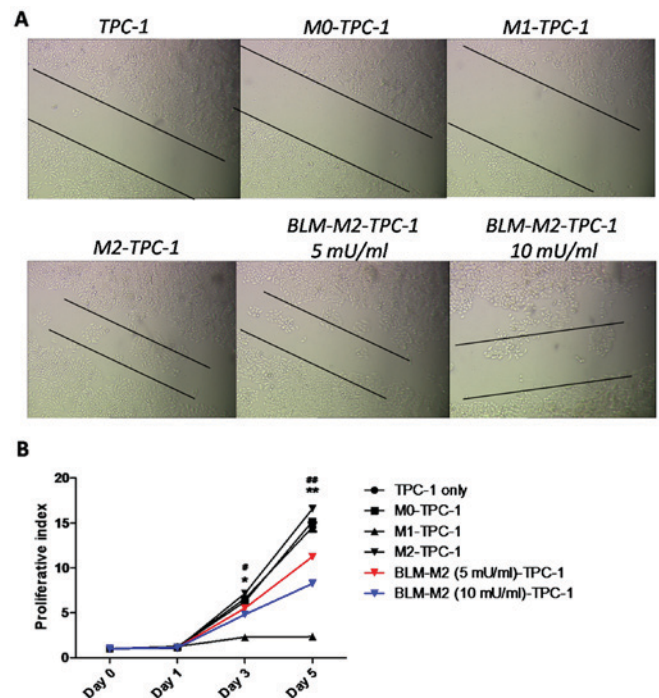 A
TPC-1
M0-TPC-1
M1-TPC-1
M2-TPC-1
BLM-M2-TPC-1
5 mU/ml
BLM-M2-TPC-1
10 mU/ml
B
Proliferative index
20
15
10
5
0
#
*
##
**
Day 0
Day 1
Day 3
Day 5
TPC-1 only
M0-TPC-1
M1-TPC-1
M2-TPC-1
BLM-M2 (5 mU/ml)-TPC-1
BLM-M2 (10 mU/ml)-TPC-1